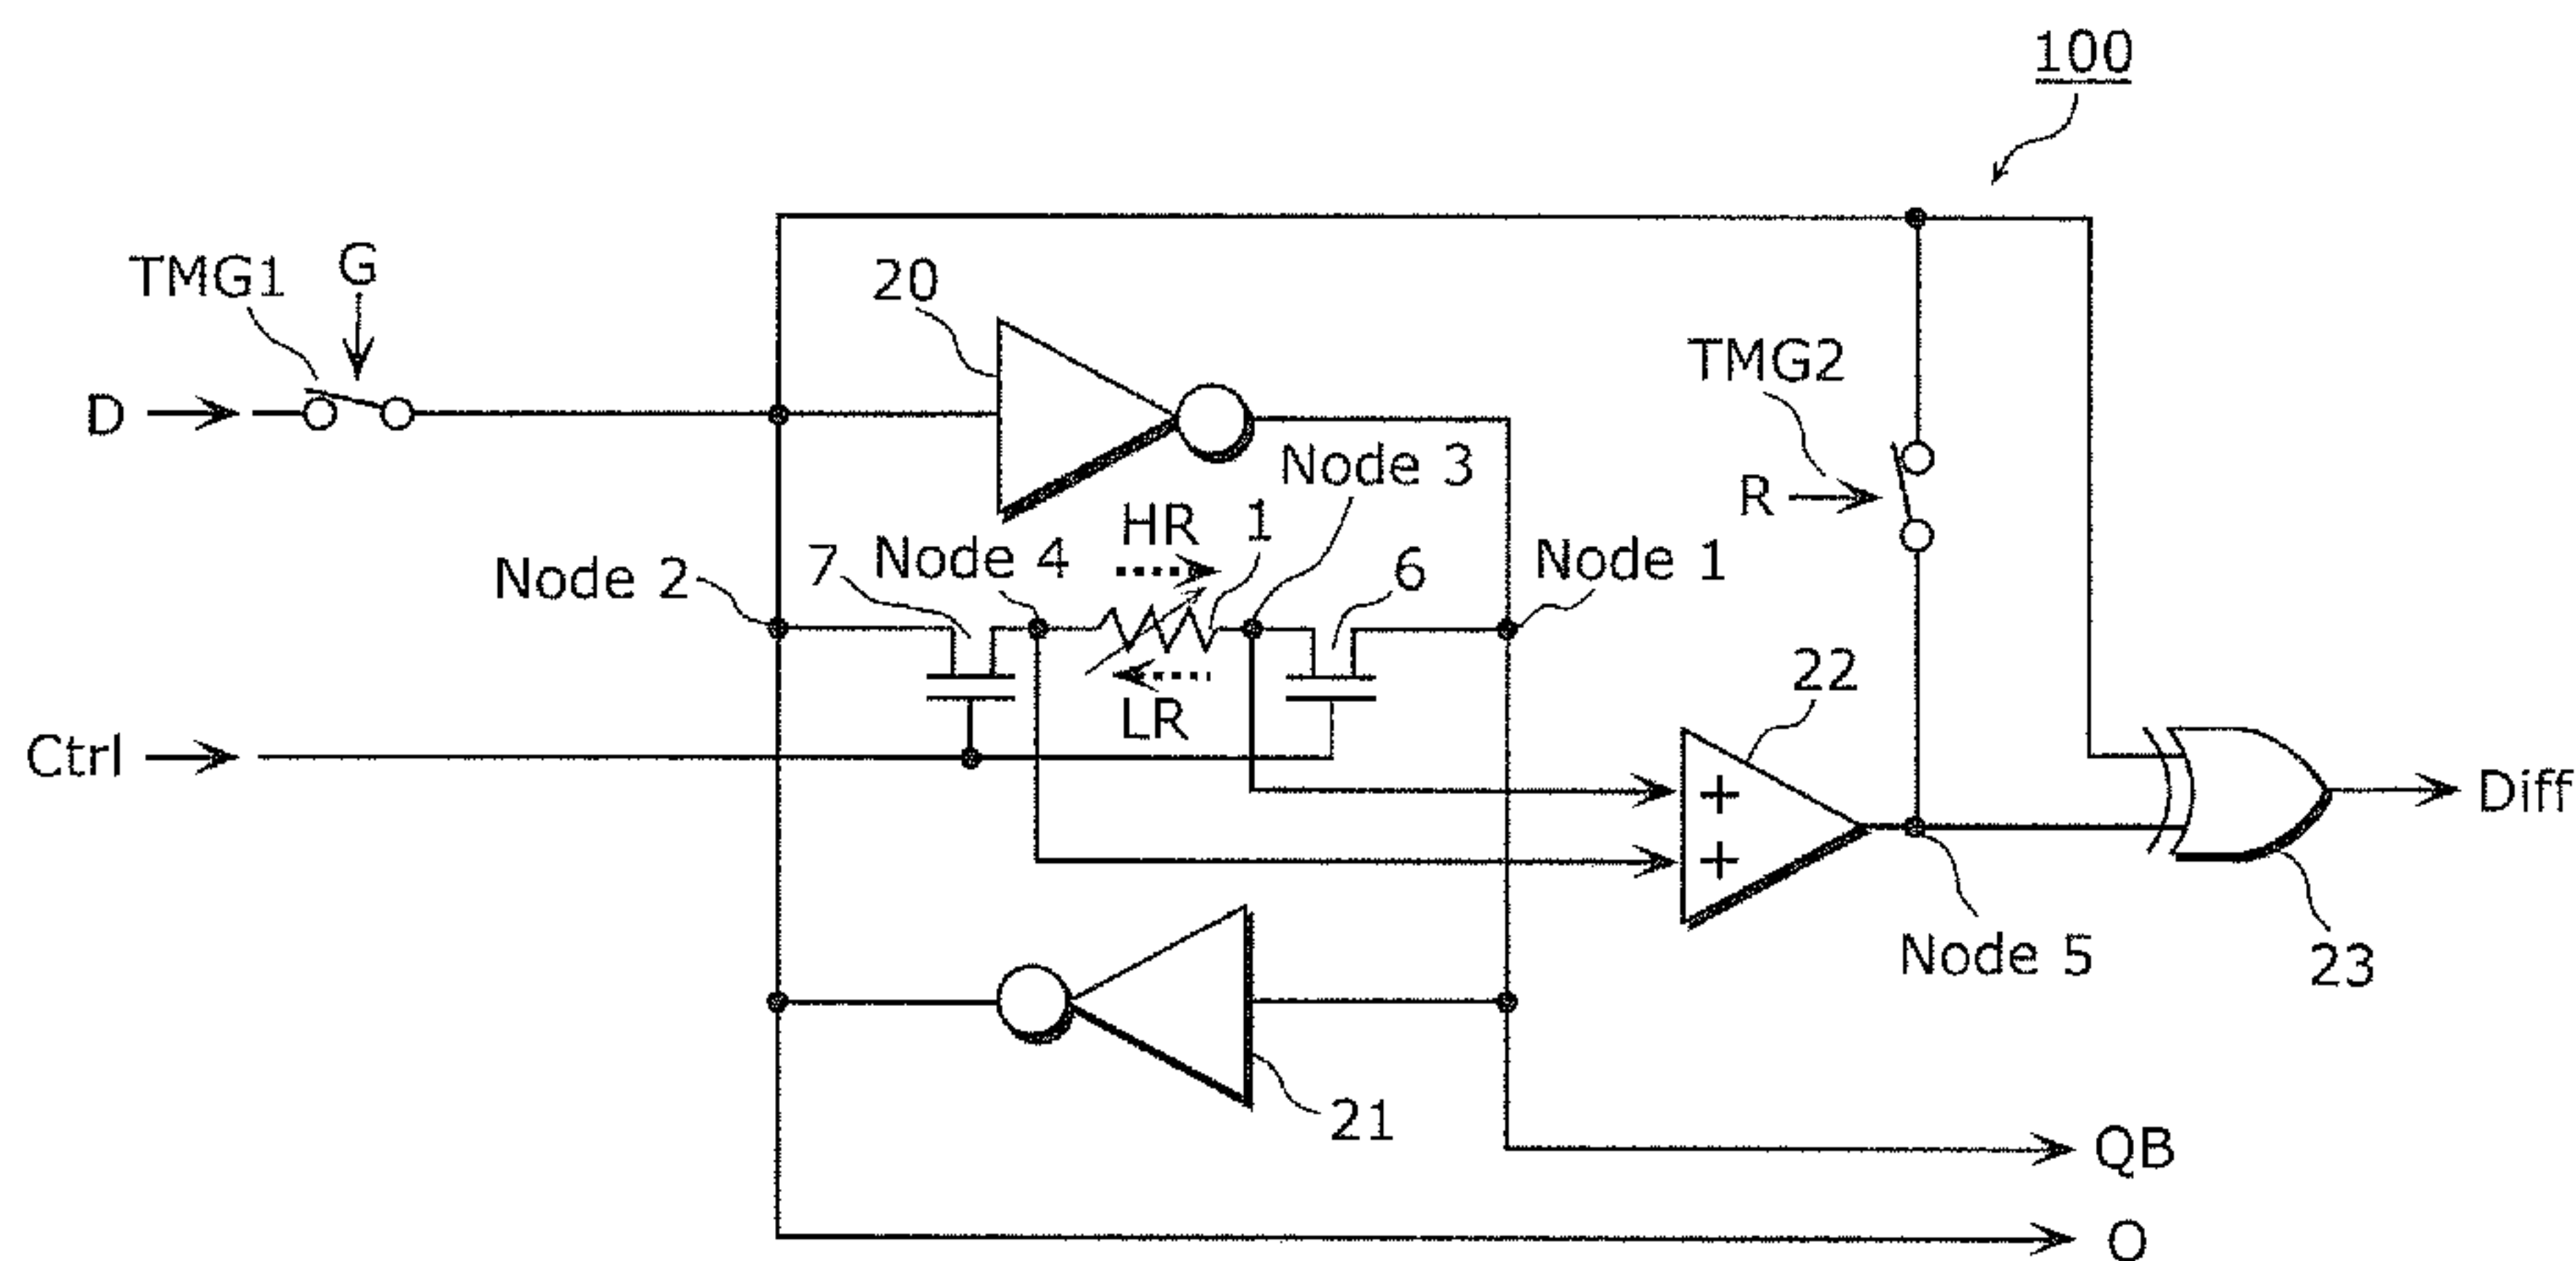 100
TMG1
G
20
D
TMG2
R
Node 3
HR
1
Node 4
7
Node 2
6
Node 1
LR
22
+
+
Ctrl
Diff
Node 5
23
21
QB
O